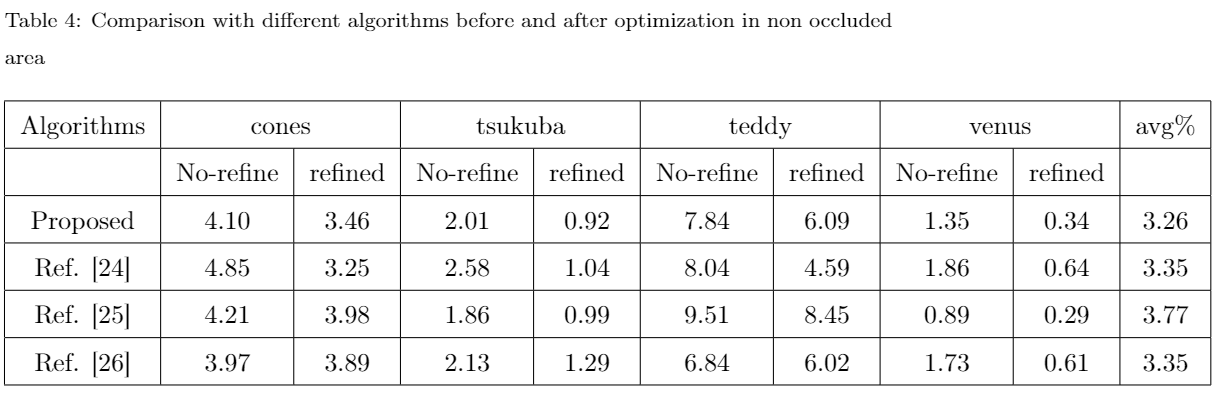 Table 4: Comparison with different algorithms before and after optimization in non occluded
area
Algorithms cones tsukuba teddy venus avg%
No-refine refined No-refine refined No-refine refined No-refine refined
Proposed 4.10 3.46 2.01 0.92 7.84 6.09 1.35 0.34 3.26
Ref. [24] 4.85 3.25 2.58 1.04 8.04 4.59 1.86 0.64 3.35
Ref. [25] 4.21 3.98 1.86 0.99 9.51 8.45 0.89 0.29 3.77
Ref. [26] 3.97 3.89 2.13 1.29 6.84 6.02 1.73 0.61 3.35